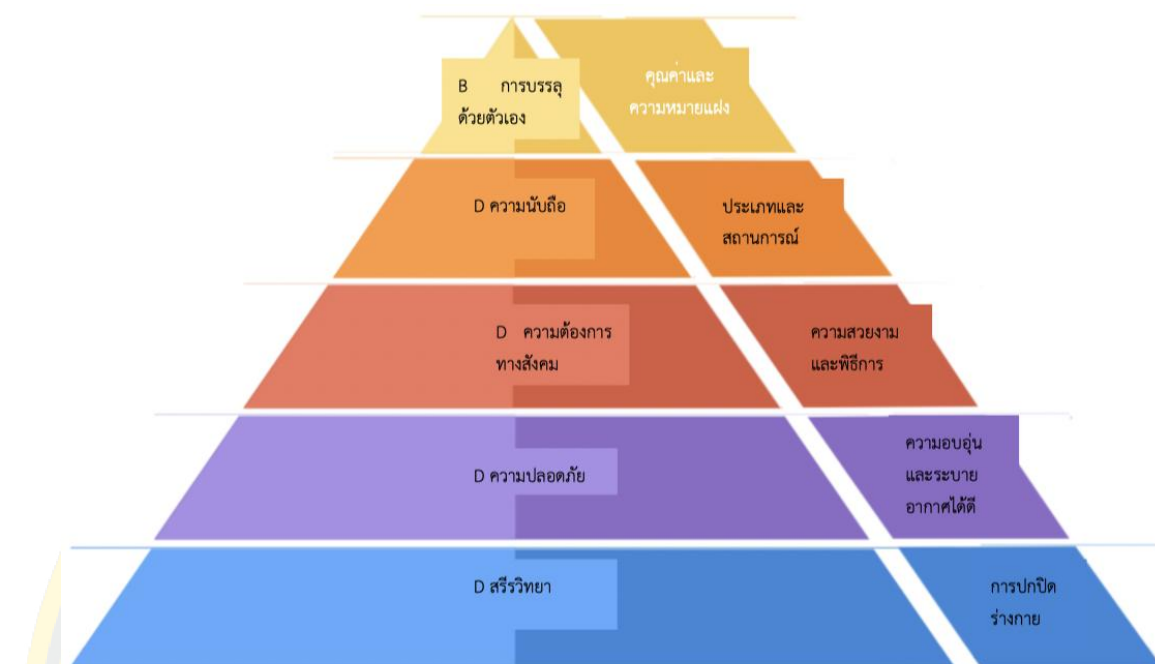 B การบรรลุ
ด้วยตัวเอง
คุณค่าและ
ความหมายแฝง
D ความนับถือ
ประเภทและ
สถานการณ์
D ความต้องการ
ทางสังคม
ความสวยงาม
และพิธีการ
D ความปลอดภัย
ความอบอุ่น
และระบาย
อากาศได้ดี
D สรีรวิทยา
การปกปิด
ร่างกาย